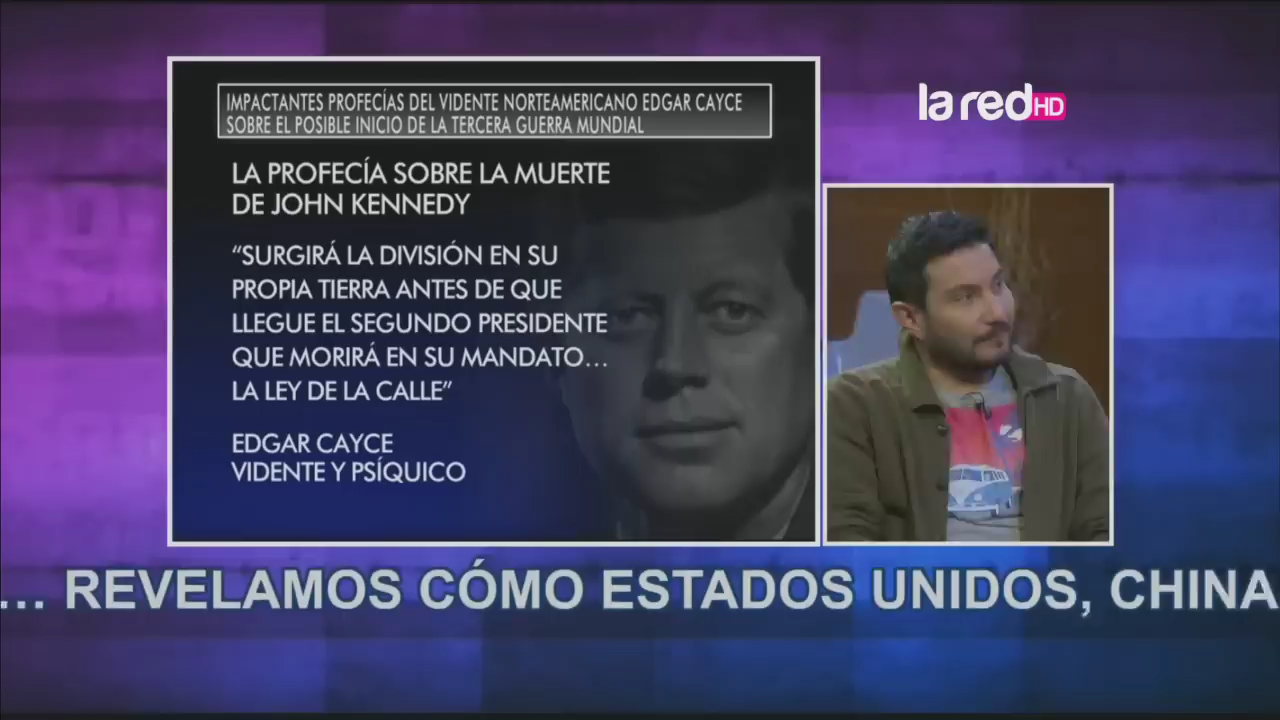 IMPACTANTES PROFECÍAS DEL VIDENTE NORTEAMERICANO EDGAR CAYCE
SOBRE EL POSIBLE INICIO DE LA TERCERA GUERRA MUNDIAL
la redHD
LA PROFECÍA SOBRE LA MUERTE
DE JOHN KENNEDY
“SURGIRÁ LA DIVISIÓN EN SU
PROPIA TIERRA ANTES DE QUE
LLEGUE EL SEGUNDO PRESIDENTE
QUE MORIRÁ EN SU MANDATO...
LA LEY DE LA CALLE”
EDGAR CAYCE
VIDENTE Y PSÍQUICO
... REVELAMOS CÓMO ESTADOS UNIDOS, CHINA